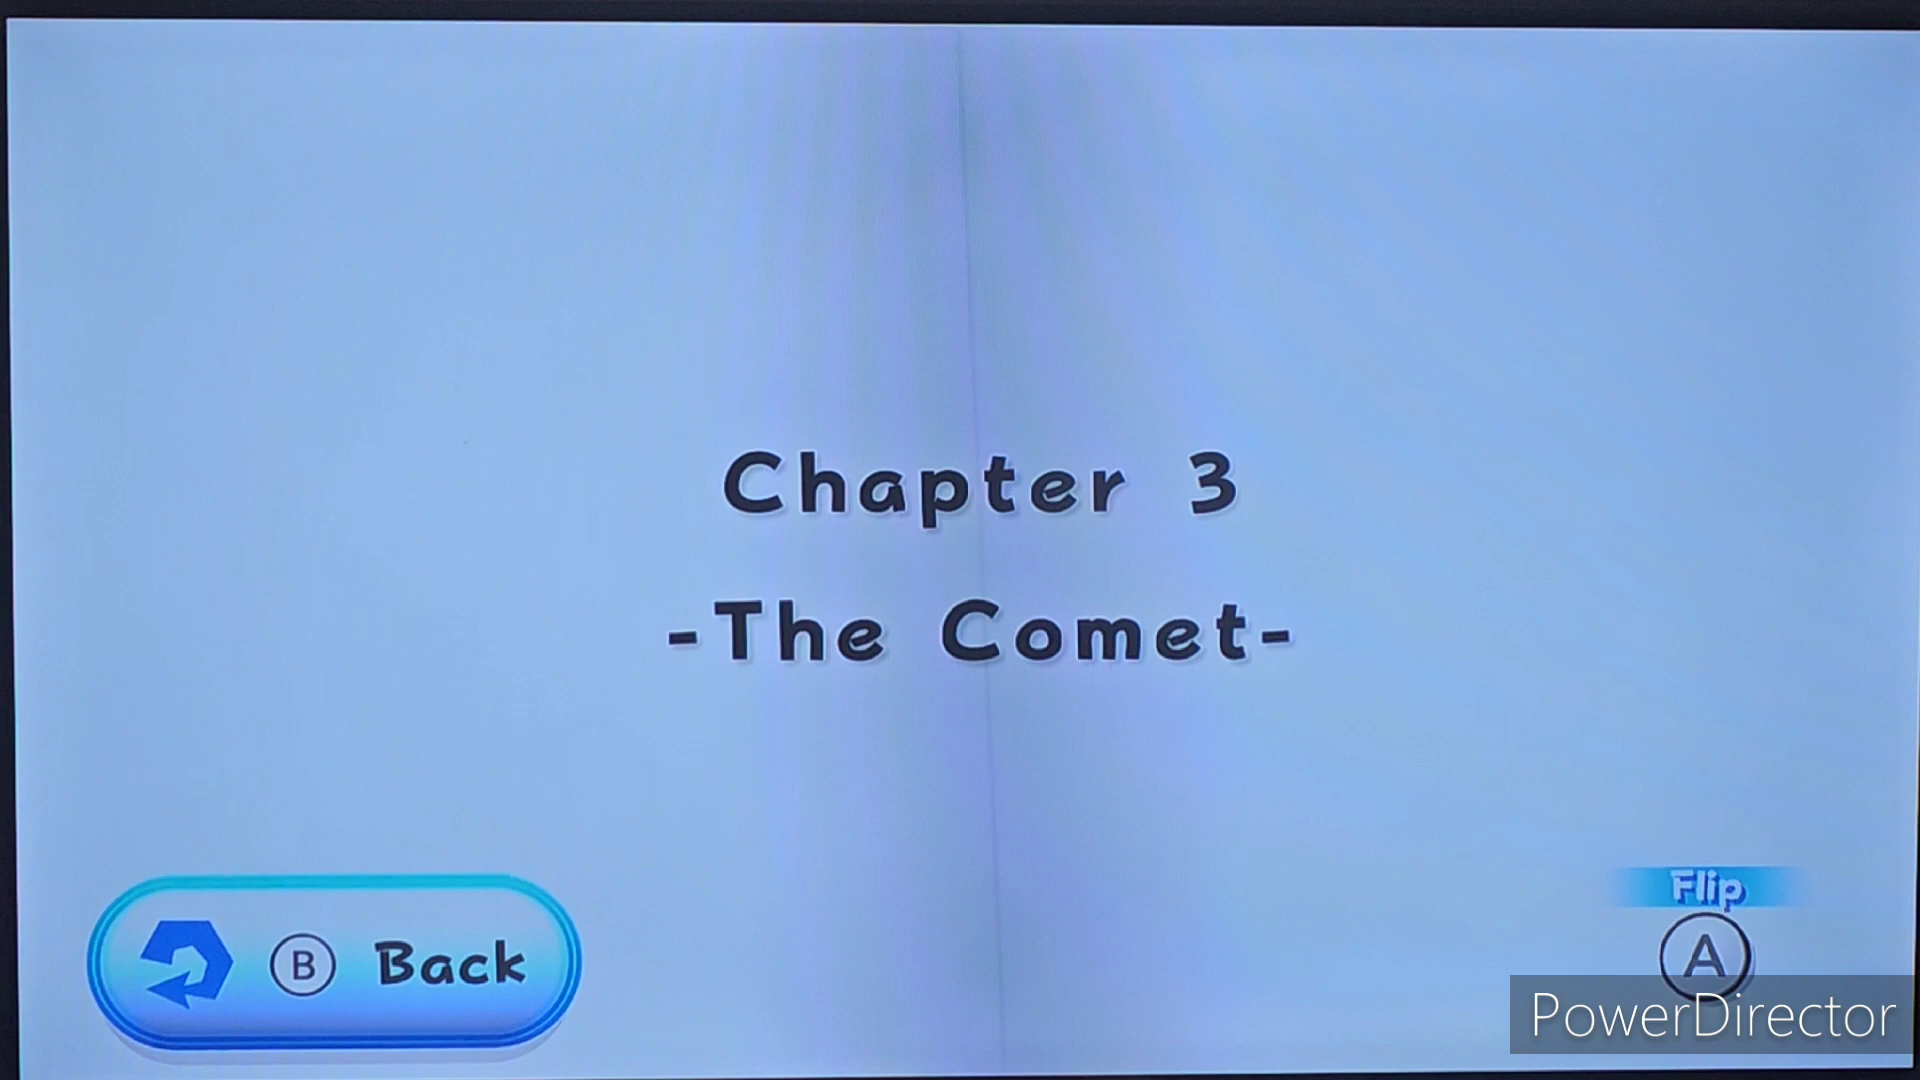 Chapter 3
-The Comet-
B Back
Flip
A
PowerDirector